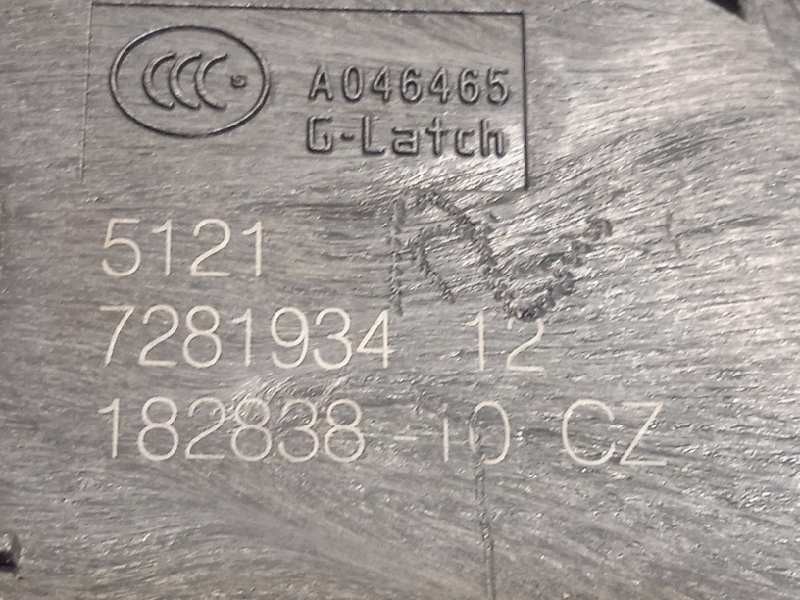 CCC S A046465
G-Latch
5121
7281934 12
182838-10 CZ